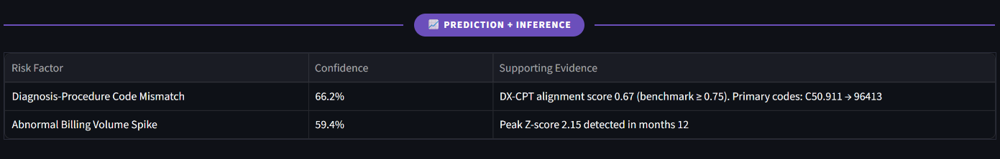 📈 PREDICTION + INFERENCE
Risk Factor Confidence Supporting Evidence
Diagnosis-Procedure Code Mismatch 66.2% DX-CPT alignment score 0.67 (benchmark ≥ 0.75). Primary codes: C50.911 → 96413
Abnormal Billing Volume Spike 59.4% Peak Z-score 2.15 detected in months 12